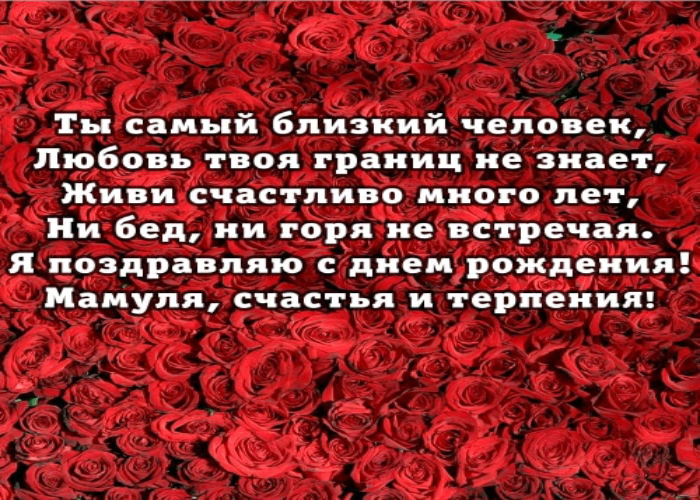 Ты самый близкий человек,
Любовь твоя границ не знает,
Живи счастливо много лет,
Ни бед, ни горя не встречая.
Я поздравляю с днем рождения!
Мамуля, счастья и терпения!